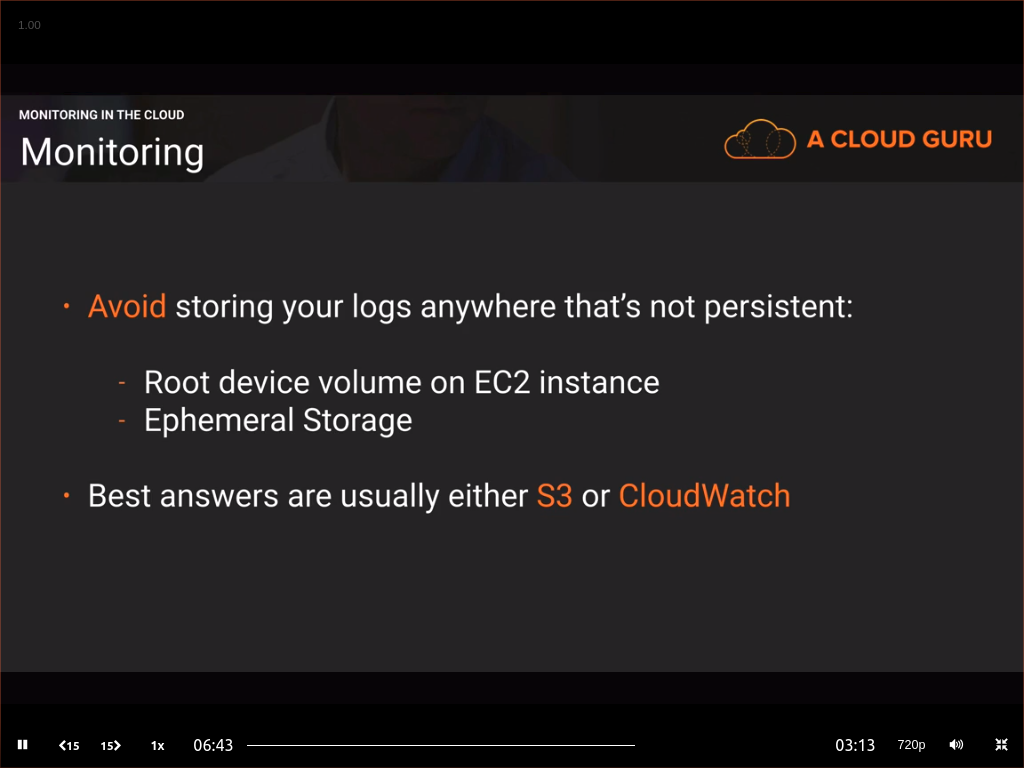 1.00
MONITORING IN THE CLOUD
Monitoring
A CLOUD GURU
• Avoid storing your logs anywhere that's not persistent:
- Root device volume on EC2 instance
- Ephemeral Storage
• Best answers are usually either S3 or CloudWatch
15 15 1x 06:43 03:13 720p